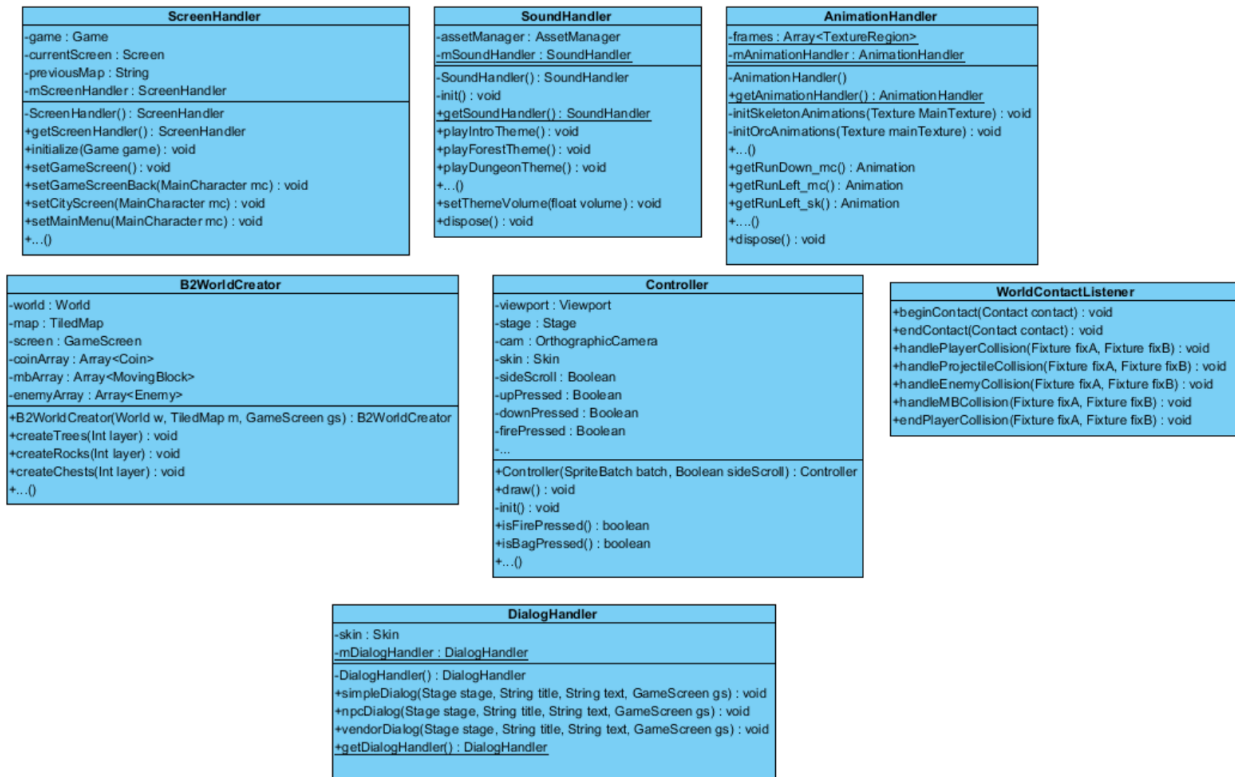 ScreenHandler
-game : Game
-currentScreen : Screen
-previousMap : String
-mScreenHandler : ScreenHandler
-ScreenHandler() : ScreenHandler
+getScreenHandler() : ScreenHandler
+initialize(Game game) : void
+setGameScreen() : void
+setGameScreenBack(MainCharacter mc) : void
+setCityScreen(MainCharacter mc) : void
+setMainMenu(MainCharacter mc) : void
+...()
SoundHandler
-assetManager : AssetManager
-mSoundHandler : SoundHandler
-SoundHandler() : SoundHandler
-init() : void
+getSoundHandler() : SoundHandler
+playIntroTheme() : void
+playForestTheme() : void
+playDungeonTheme() : void
+...()
+setThemeVolume(float volume) : void
+dispose() : void
AnimationHandler
-frames : Array<TextureRegion>
-mAnimationHandler : AnimationHandler
-AnimationHandler()
+getAnimationHandler() : AnimationHandler
-initSkeletonAnimations(Texture MainTexture) : void
-initOrcAnimations(Texture mainTexture) : void
+...()
+getRunDown_mc() : Animation
+getRunLeft_mc() : Animation
+getRunLeft_sk() : Animation
+....()
+dispose() : void
B2WorldCreator
-world : World
-map : TiledMap
-screen : GameScreen
-coinArray : Array<Coin>
-mbArray : Array<MovingBlock>
-enemyArray : Array<Enemy>
+B2WorldCreator(World w, TiledMap m, GameScreen gs) : B2WorldCreator
+createTrees(Int layer) : void
+createRocks(Int layer) : void
+createChests(Int layer) : void
+...()
Controller
-viewport : Viewport
-stage : Stage
-cam : OrthographicCamera
-skin : Skin
-sideScroll : Boolean
-upPressed : Boolean
-downPressed : Boolean
-firePressed : Boolean
-...
+Controller(SpriteBatch batch, Boolean sideScroll) : Controller
+draw() : void
-init() : void
+isFirePressed() : boolean
+isBagPressed() : boolean
+...()
WorldContactListener
+beginContact(Contact contact) : void
+endContact(Contact contact) : void
+handlePlayerCollision(Fixture fixA, Fixture fixB) : void
+handleProjectileCollision(Fixture fixA, Fixture fixB) : void
+handleEnemyCollision(Fixture fixA, Fixture fixB) : void
+handleMBCollision(Fixture fixA, Fixture fixB) : void
+endPlayerCollision(Fixture fixA, Fixture fixB) : void
DialogHandler
-skin : Skin
-mDialogHandler : DialogHandler
-DialogHandler() : DialogHandler
+simpleDialog(Stage stage, String title, String text, GameScreen gs) : void
+npcDialog(Stage stage, String title, String text, GameScreen gs) : void
+vendorDialog(Stage stage, String title, String text, GameScreen gs) : void
+getDialogHandler() : DialogHandler